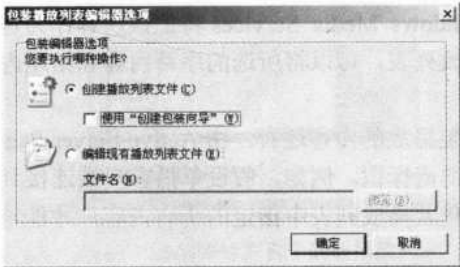 包装播放列表编辑器选项
包装编辑器选项
您要执行哪种操作?
创建播放列表文件(C)
使用“创建包装向导”(W)
编辑现有播放列表文件(E)
文件名(N):
浏览(B)...
确定
取消